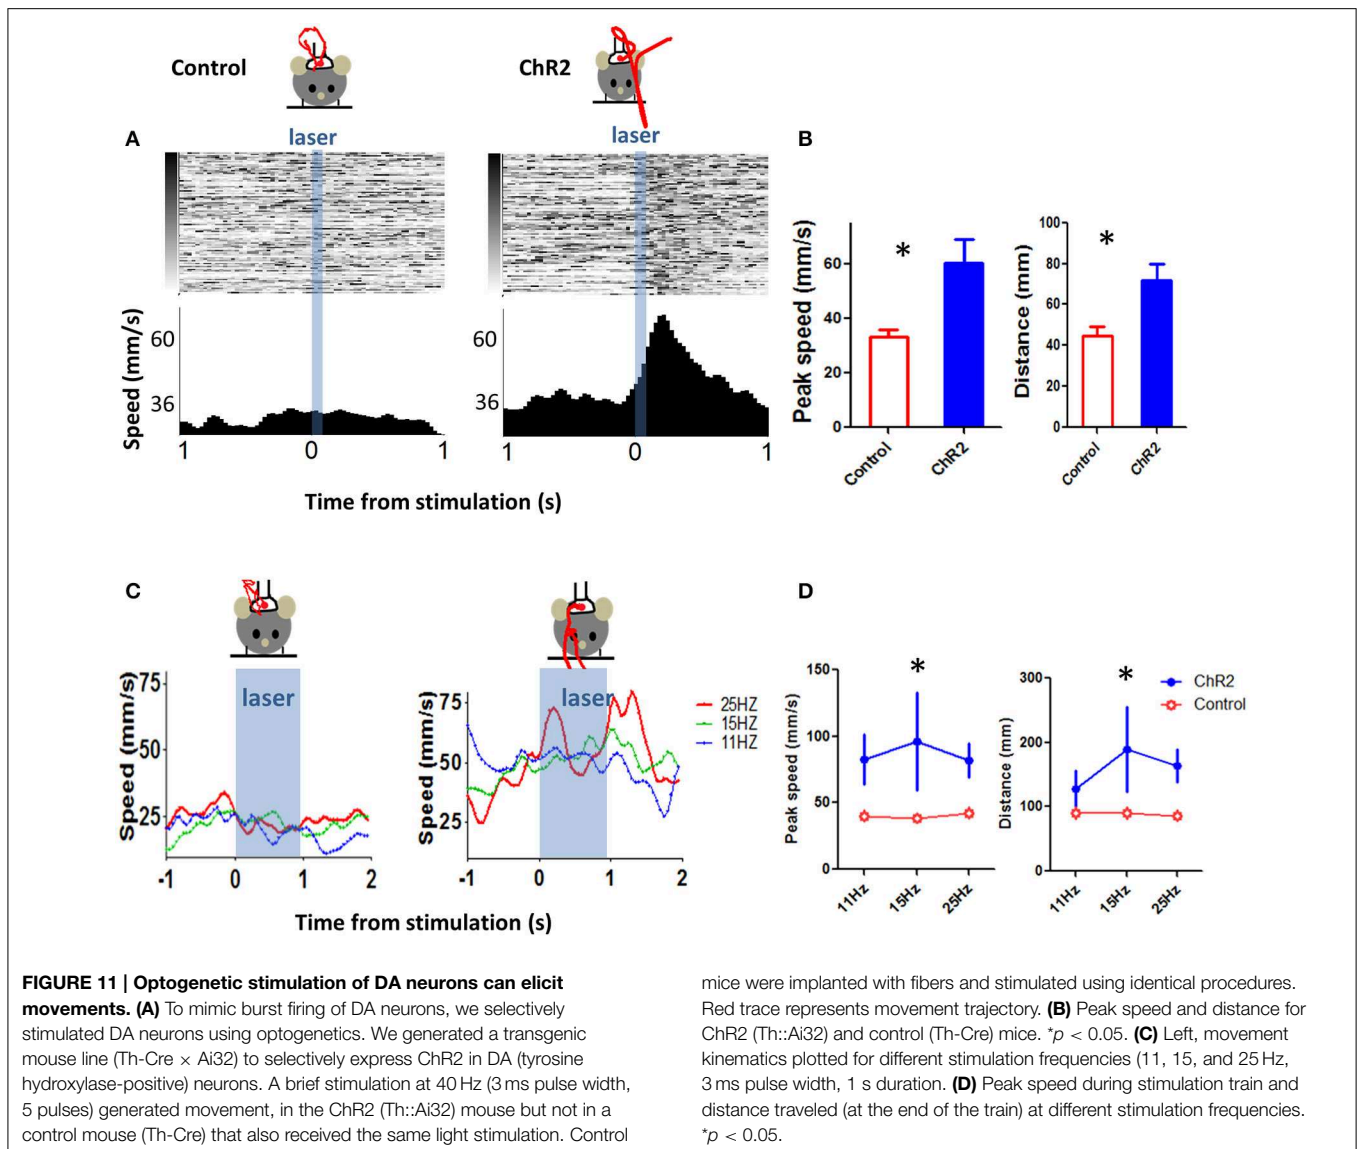 Control
ChR2
A
laser
laser
B
Speed (mm/s)
60
36
1
0
1
60
36
1
0
1
Time from stimulation (s)
Peak speed (mm/s)
60
40
20
0
*
Control
ChR2
Distance (mm)
100
80
60
40
20
0
*
Control
ChR2
C
Speed (mm/s)
75
50
25
laser
-1
0
1
2
Speed (mm/s)
75
50
25
laser
-1
0
1
2
25HZ
15HZ
11HZ
Time from stimulation (s)
D
Peak speed (mm/s)
150
100
50
0
*
11Hz
15Hz
25Hz
Distance (mm)
300
200
100
0
*
11Hz
15Hz
25Hz
ChR2
Control
FIGURE 11 | Optogenetic stimulation of DA neurons can elicit
movements. (A) To mimic burst firing of DA neurons, we selectively
stimulated DA neurons using optogenetics. We generated a transgenic
mouse line (Th-Cre × Ai32) to selectively express ChR2 in DA (tyrosine
hydroxylase-positive) neurons. A brief stimulation at 40 Hz (3 ms pulse width,
5 pulses) generated movement, in the ChR2 (Th::Ai32) mouse but not in a
control mouse (Th-Cre) that also received the same light stimulation. Control
mice were implanted with fibers and stimulated using identical procedures.
Red trace represents movement trajectory. (B) Peak speed and distance for
ChR2 (Th::Ai32) and control (Th-Cre) mice. *p < 0.05. (C) Left, movement
kinematics plotted for different stimulation frequencies (11, 15, and 25 Hz,
3 ms pulse width, 1 s duration. (D) Peak speed during stimulation train and
distance traveled (at the end of the train) at different stimulation frequencies.
*p < 0.05.